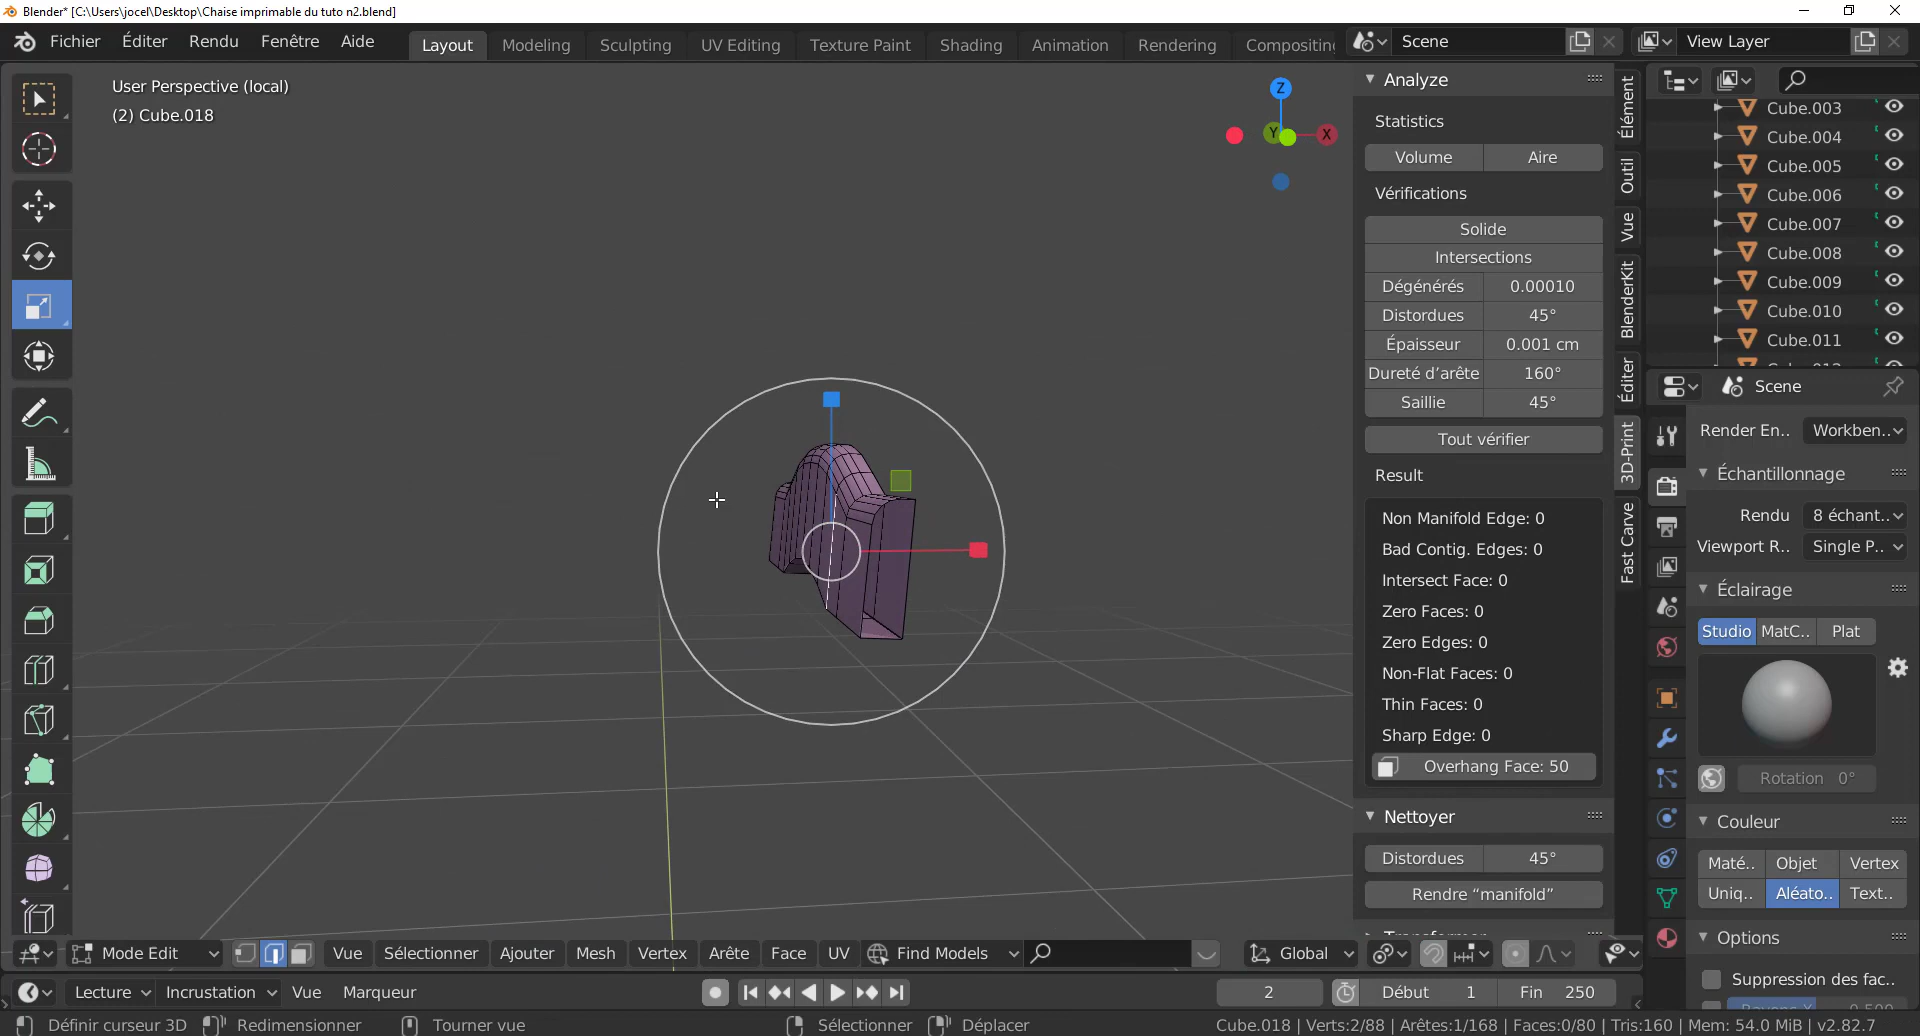 Blender* [C:\Users\jocel\Desktop\Chaise imprimable du tuto n2.blend]
Fichier Éditer Rendu Fenêtre Aide Layout Modeling Sculpting UV Editing Texture Paint Shading Animation Rendering Compositing Scene View Layer
User Perspective (local)
(2) Cube.018
Z
Y
X
Analyze
Statistics
Volume Aire
Vérifications
Solide
Intersections
Dégénérés 0.00010
Distordues 45°
Épaisseur 0.001 cm
Dureté d'arête 160°
Saillie 45°
Tout vérifier
Result
Non Manifold Edge: 0
Bad Contig. Edges: 0
Intersect Face: 0
Zero Faces: 0
Zero Edges: 0
Non-Flat Faces: 0
Thin Faces: 0
Sharp Edge: 0
Overhang Face: 50
Nettoyer
Distordues 45°
Rendre “manifold”
Élément
Outil
Vue
BlenderKit
Éditer
3D-Print
Fast Carve
Cube.003
Cube.004
Cube.005
Cube.006
Cube.007
Cube.008
Cube.009
Cube.010
Cube.011
Scene
Render En.. Workben..
Échantillonnage
Rendu 8 échant..
Viewport R.. Single P..
Éclairage
Studio MatC.. Plat
Rotation 0°
Couleur
Maté.. Objet Vertex
Uniq.. Aléato.. Text..
Options
Suppression des fac..
Mode Edit Vue Sélectionner Ajouter Mesh Vertex Arête Face UV Find Models Global
Lecture Incrustation Vue Marqueur 2 Début 1 Fin 250
Définir curseur 3D Redimensionner Tourner vue Sélectionner Déplacer Cube.018 | Verts:2/88 | Arêtes:1/168 | Faces:0/80 | Tris:160 | Mem: 54.0 MiB | v2.82.7